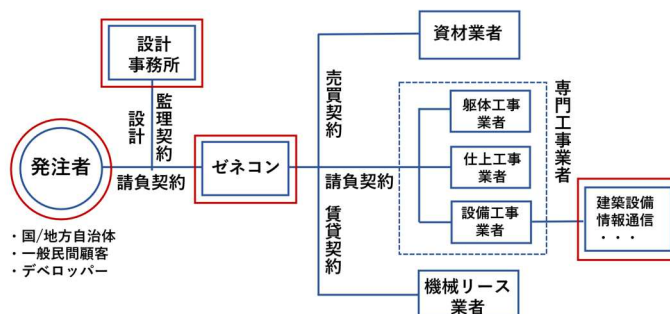 設計
事務所
監理契約
設計
発注者
請負契約
・国/地方自治体
・一般民間顧客
・デベロッパー
ゼネコン
売買契約
請負契約
賃貸契約
資材業者
専門工事業者
躯体工事
業者
仕上工事
業者
設備工事
業者
建築設備
情報通信
・・・
機械リース
業者